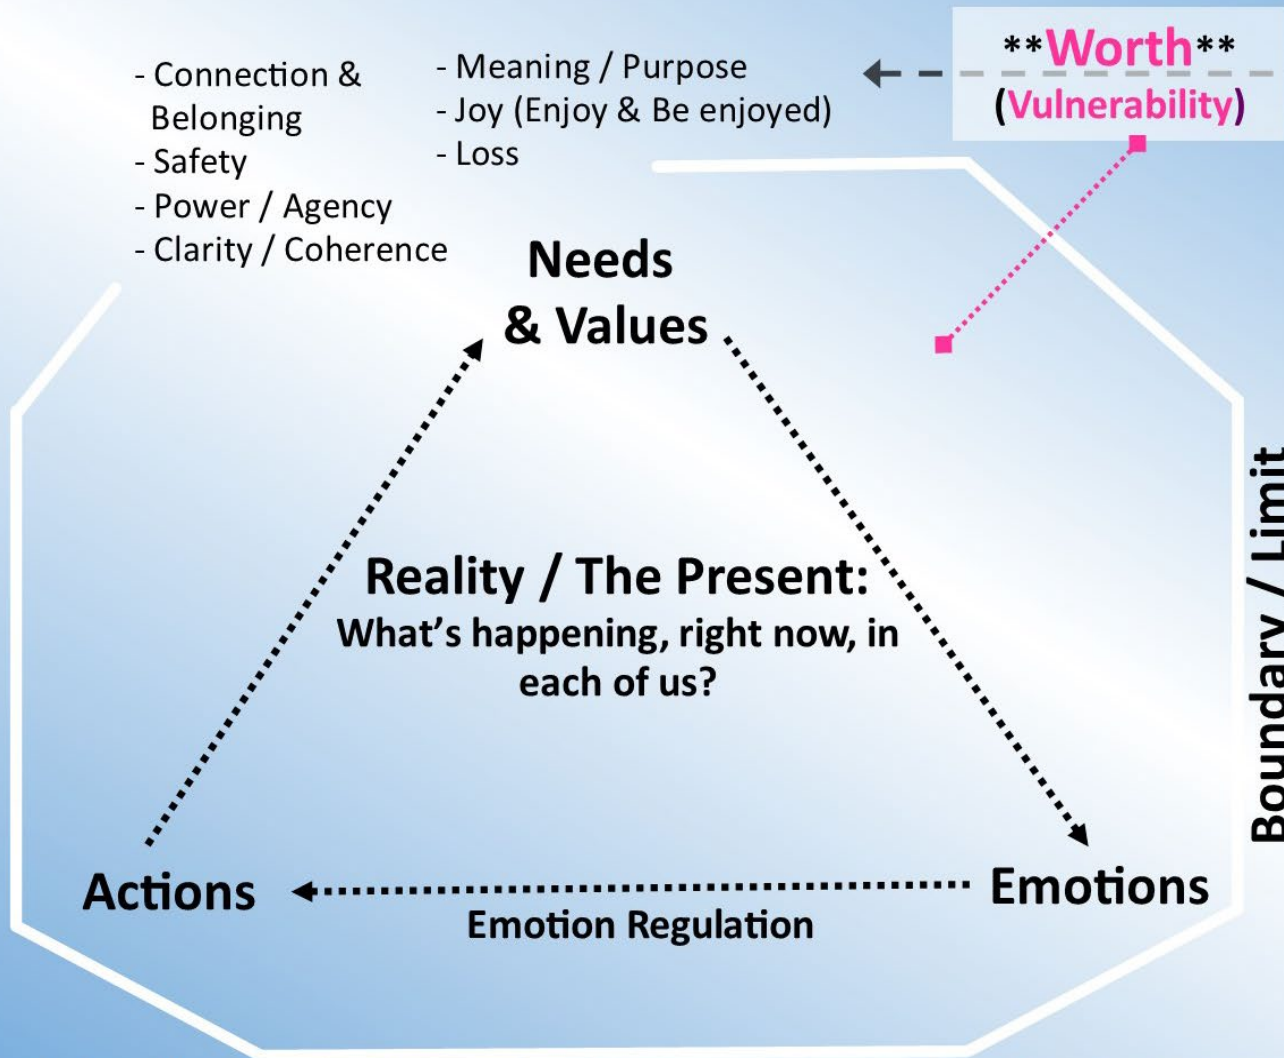 - Connection &
Belonging
- Safety
- Power / Agency
- Clarity / Coherence
- Meaning / Purpose
- Joy (Enjoy & Be enjoyed)
- Loss
**Worth**
(Vulnerability)
Needs
& Values
Reality / The Present:
What's happening, right now, in
each of us?
Actions
Emotions
Emotion Regulation
Boundary / Limit